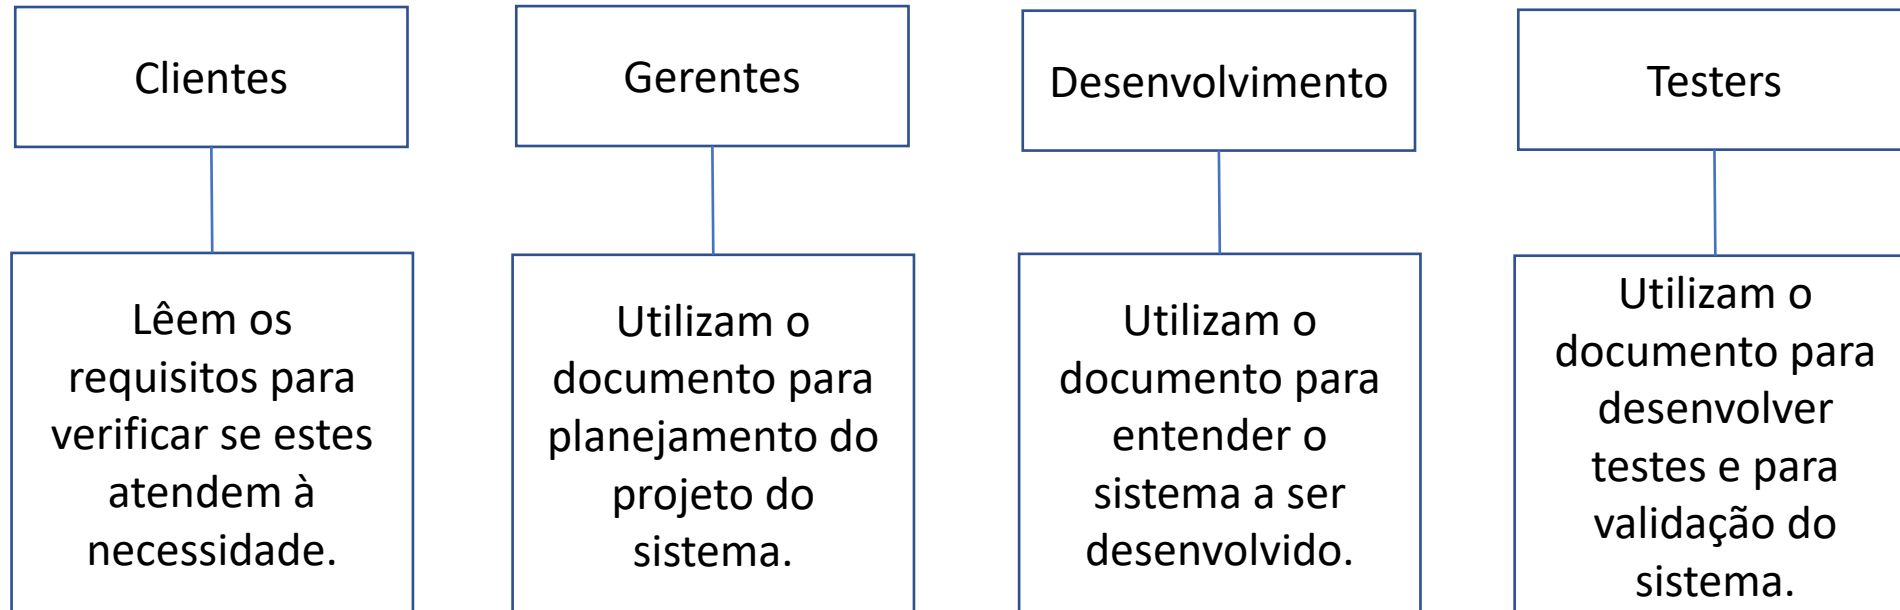 Clientes
Gerentes
Desenvolvimento
Testers
Lêem os
requisitos para
verificar se estes
atendem à
necessidade.
Utilizam o
documento para
planejamento do
projeto do
sistema.
Utilizam o
documento para
entender o
sistema a ser
desenvolvido.
Utilizam o
documento para
desenvolver
testes e para
validação do
sistema.